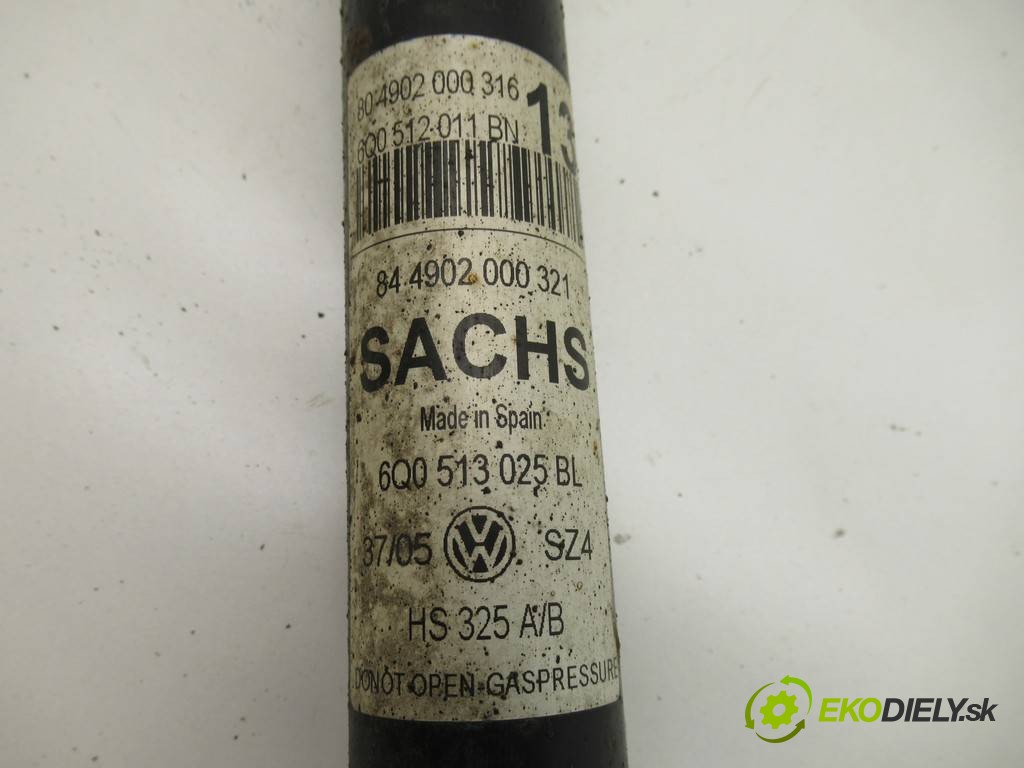 80 4902 000 316
6Q0 512 011 BN
13
84 4902 000 321
SACHS
Made in Spain
6Q0 513 025 BL
37/05 VW SZ4
HS 325 A/B
DO NOT OPEN-GASPRESSURE
EKODIELY.sk